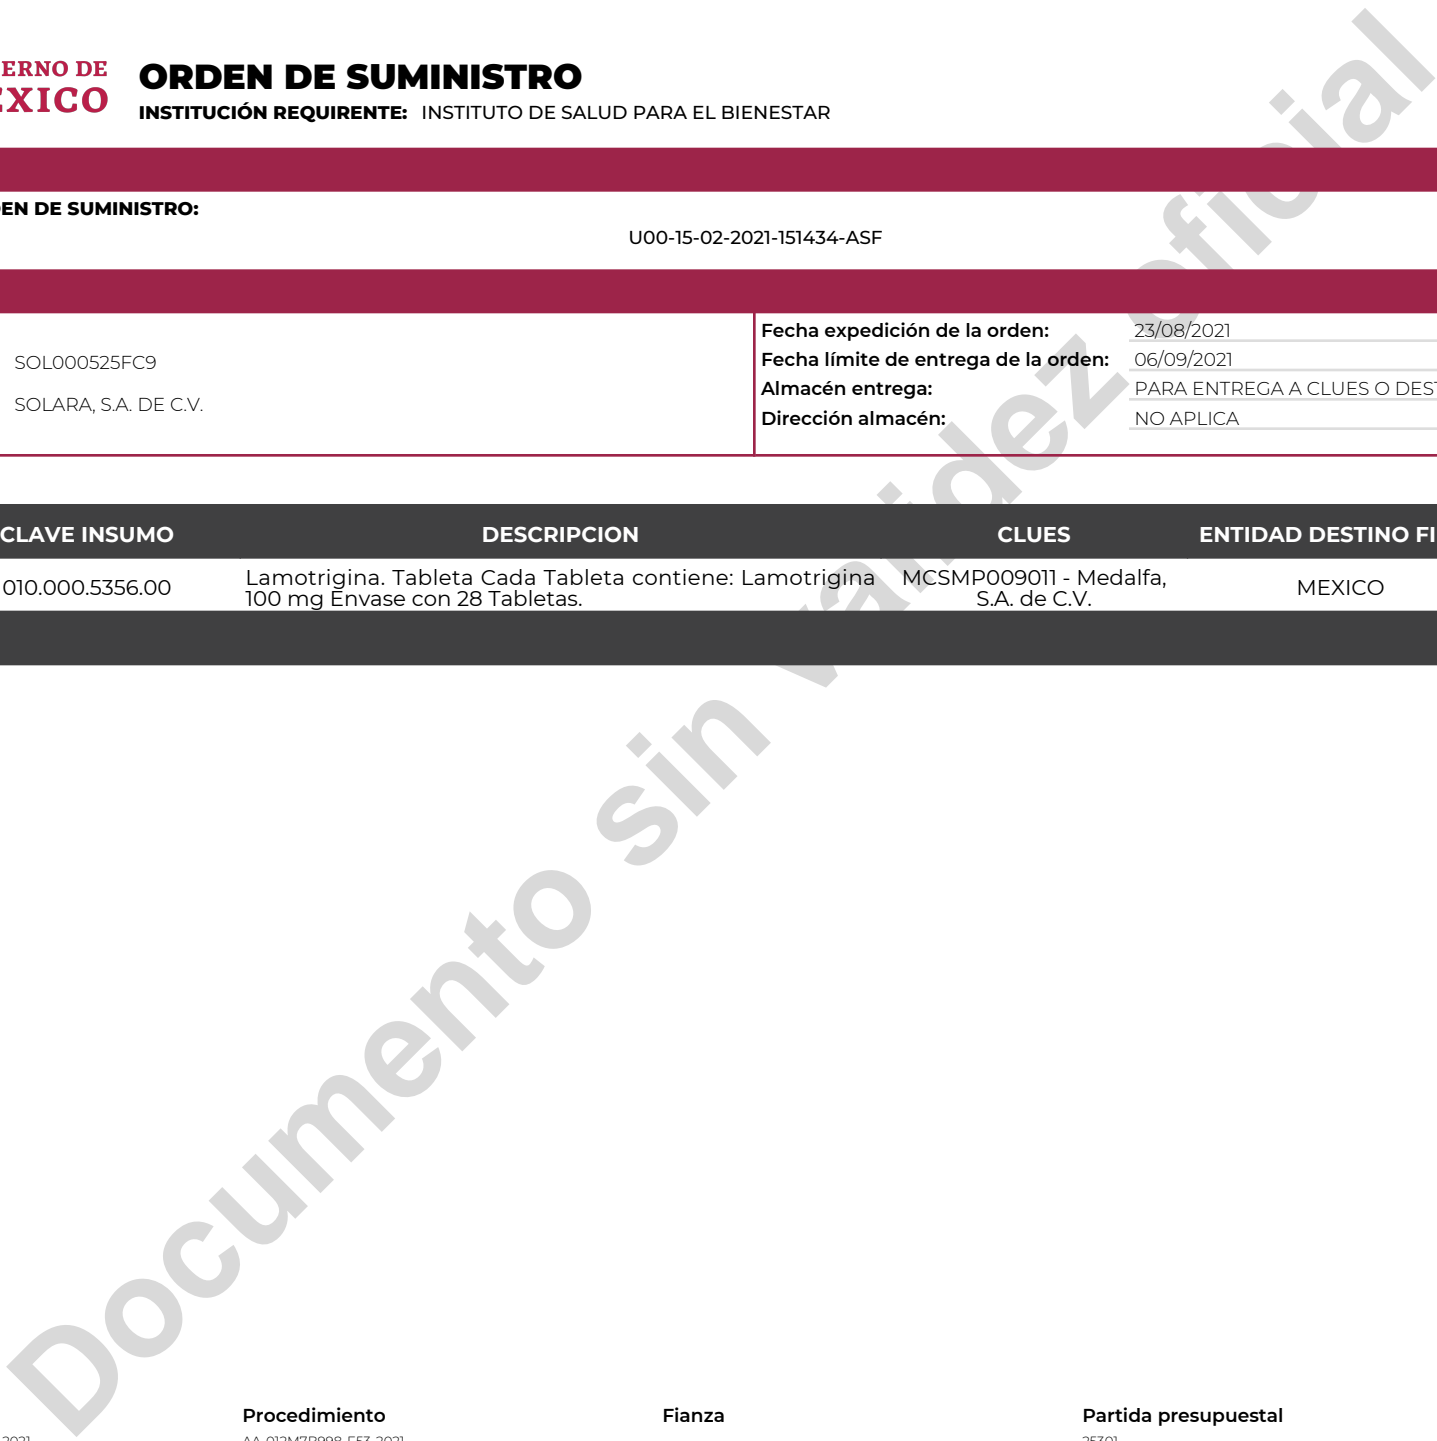 ERNO DE
XICO
ORDEN DE SUMINISTRO
INSTITUCIÓN REQUIRENTE: INSTITUTO DE SALUD PARA EL BIENESTAR
EN DE SUMINISTRO:
U00-15-02-2021-151434-ASF
SOL000525FC9
SOLARA, S.A. DE C.V.
Fecha expedición de la orden: 23/08/2021
Fecha límite de entrega de la orden: 06/09/2021
Almacén entrega: PARA ENTREGA A CLUES O DEST
Dirección almacén: NO APLICA
CLAVE INSUMO DESCRIPCION CLUES ENTIDAD DESTINO FI
010.000.5356.00 Lamotrigina. Tableta Cada Tableta contiene: Lamotrigina 100 mg Envase con 28 Tabletas. MCSMP009011 - Medalfa, S.A. de C.V. MEXICO
Documento sin validez oficial
Procedimiento Fianza Partida presupuestal